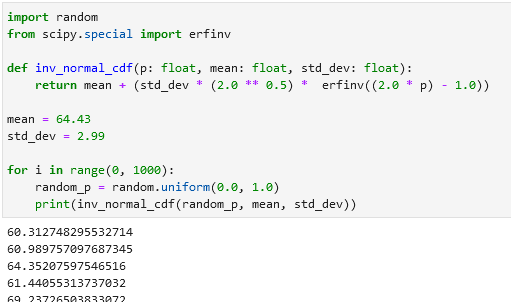 import random
from scipy.special import erfinv
def inv_normal_cdf(p: float, mean: float, std_dev: float):
return mean + (std_dev * (2.0 ** 0.5) *  erfinv((2.0 * p) - 1.0))
mean = 64.43
std_dev = 2.99
for i in range(0, 1000):
random_p = random.uniform(0.0, 1.0)
print(inv_normal_cdf(random_p, mean, std_dev))
60.312748295532714
60.989757097687345
64.35207597546516
61.44055313737032
69.23726503833072